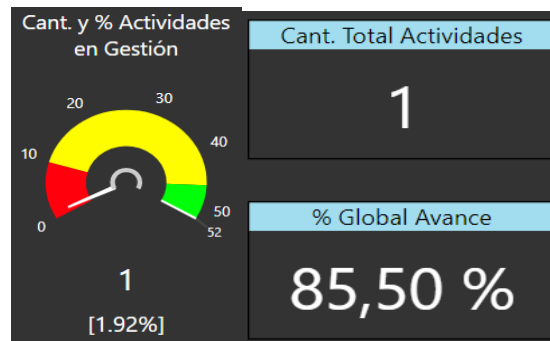 Cant. y % Actividades
en Gestión
0
10
20
30
40
50
52
1
[1.92%]
Cant. Total Actividades
1
% Global Avance
85,50 %